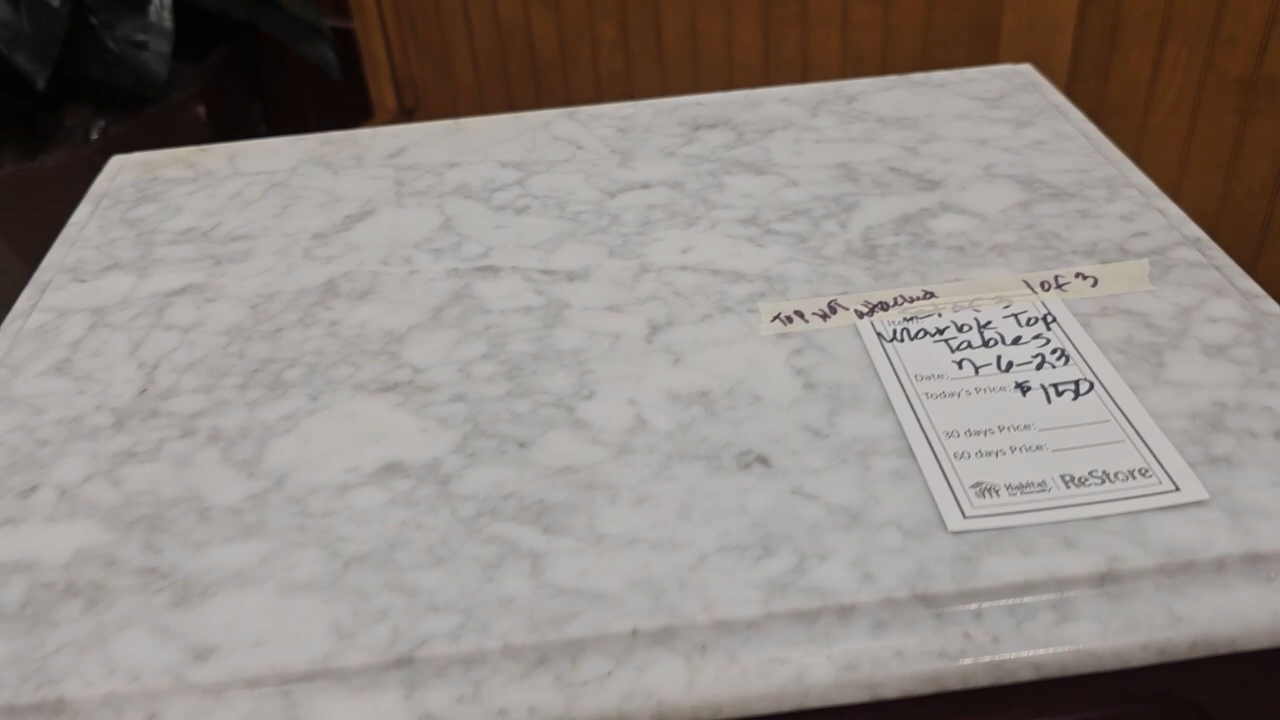 TOP NOT attached 1 of 3
Item:
Marble Top
Tables
Date: 7-6-23
Today's Price: $150
30 days Price:
60 days Price:
Habitat for Humanity ReStore